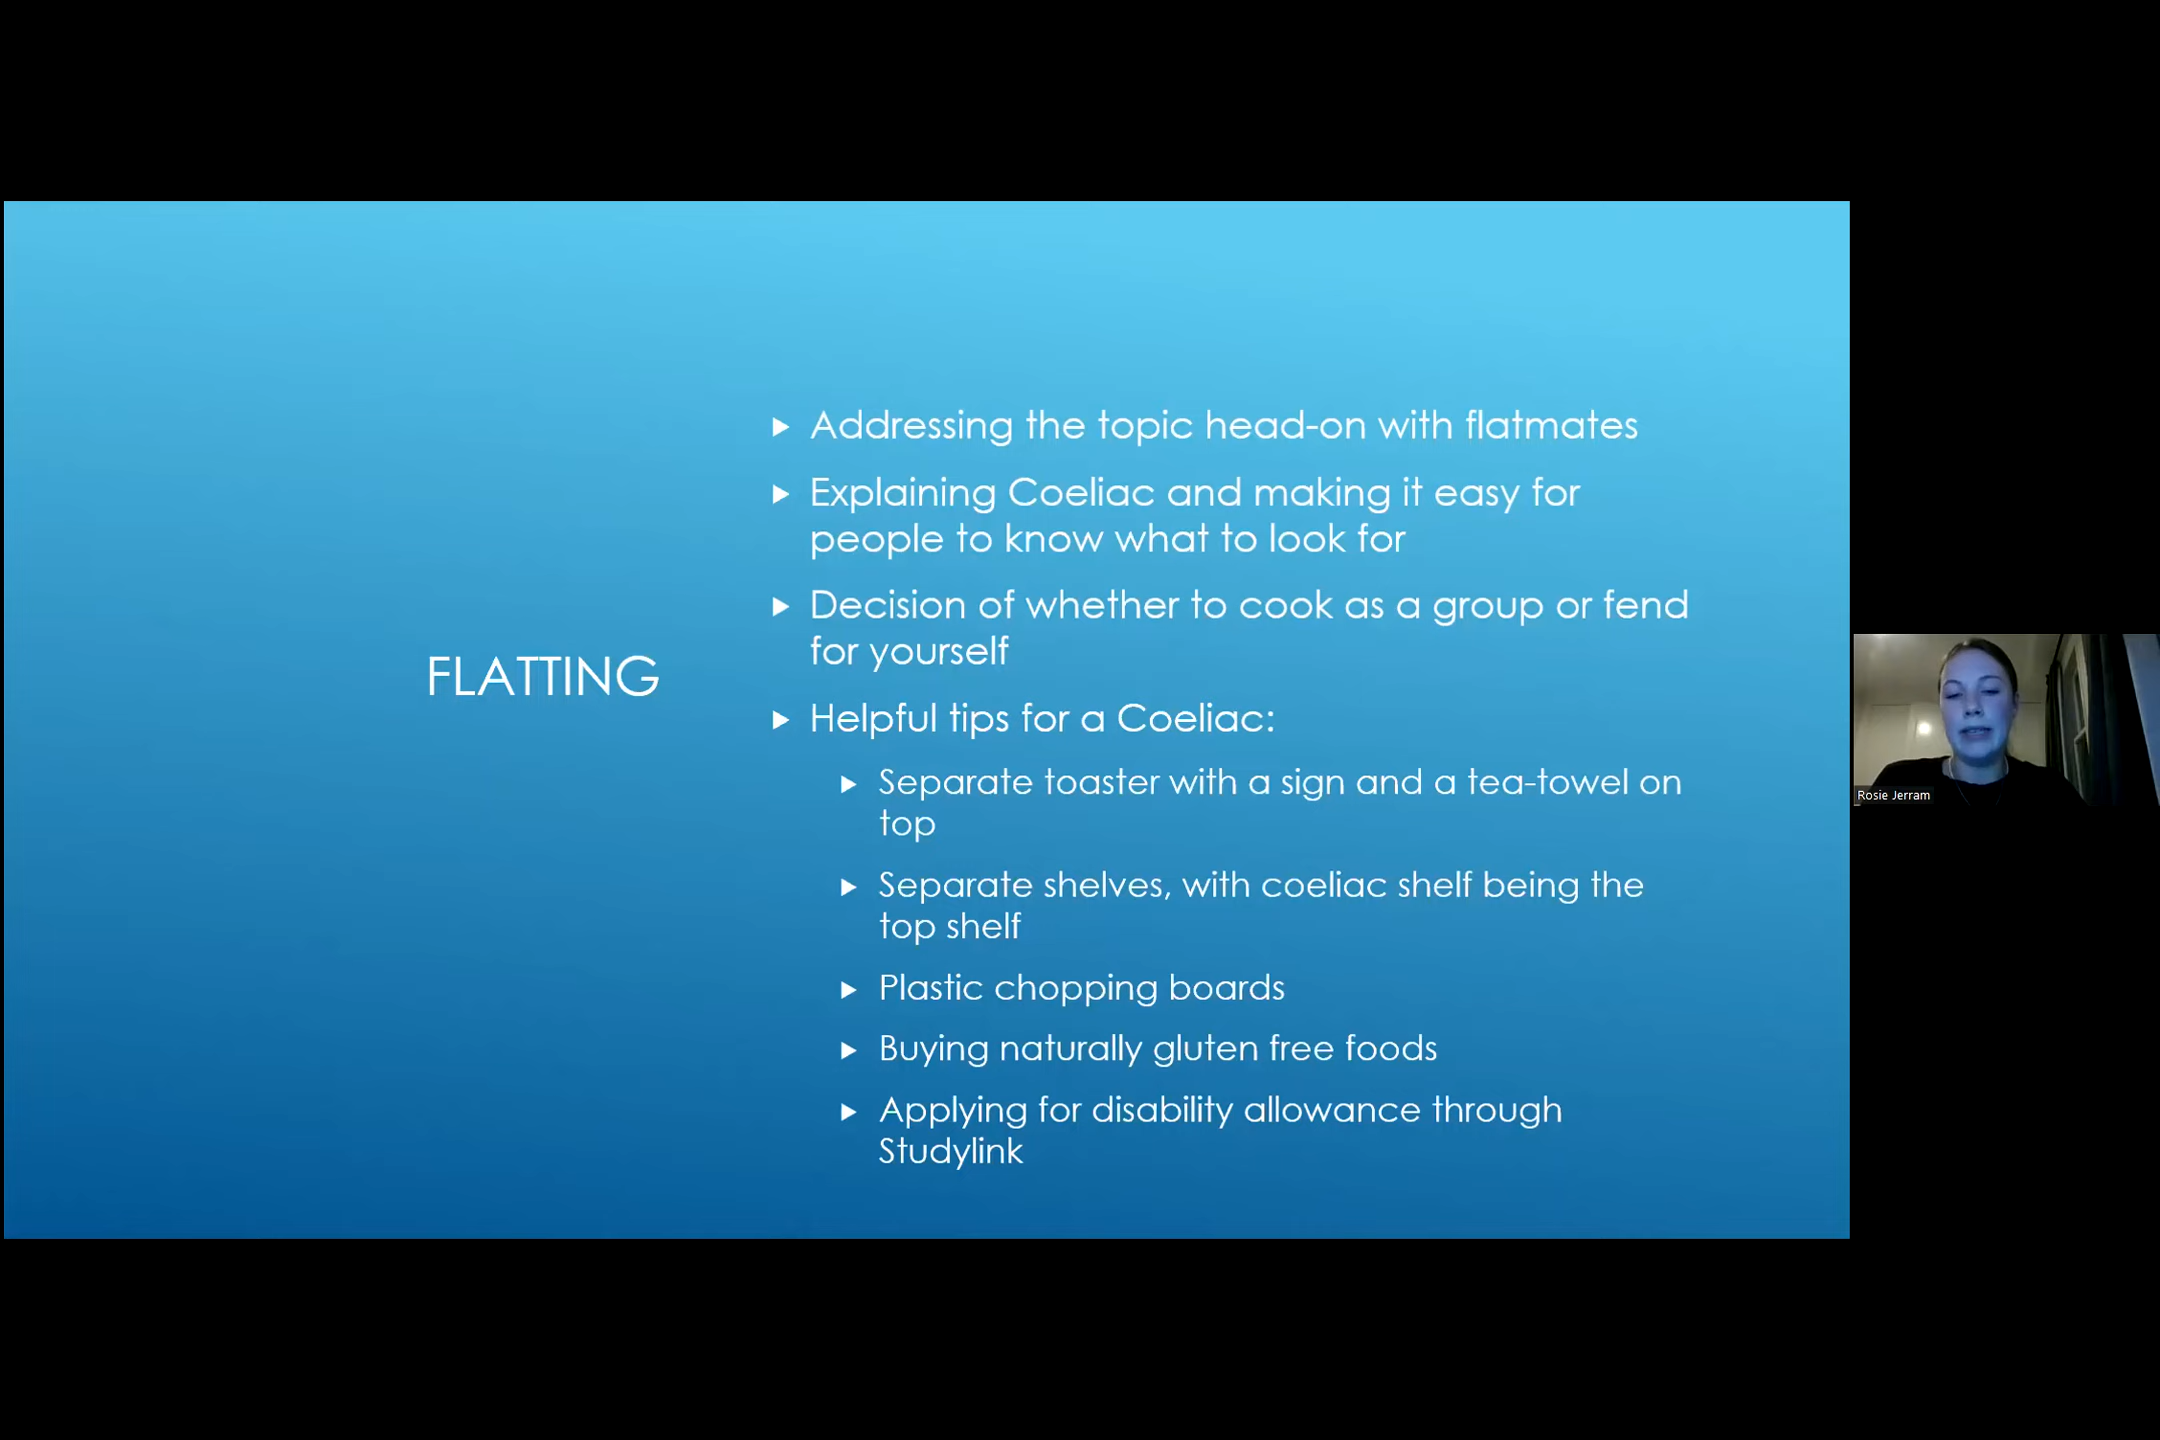 FLATTING
Addressing the topic head-on with flatmates
Explaining Coeliac and making it easy for
people to know what to look for
Decision of whether to cook as a group or fend
for yourself
Helpful tips for a Coeliac:
Separate toaster with a sign and a tea-towel on
top
Separate shelves, with coeliac shelf being the
top shelf
Plastic chopping boards
Buying naturally gluten free foods
Applying for disability allowance through
Studylink
Rosie Jerram